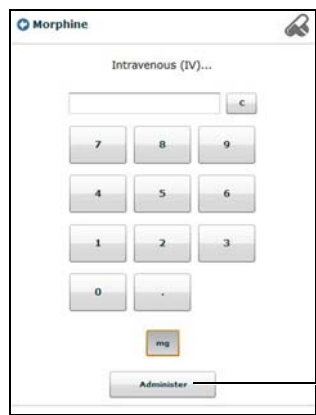 Morphine
Intravenous (IV)...
C
7 8 9
4 5 6
1 2 3
0 .
mg
Administer